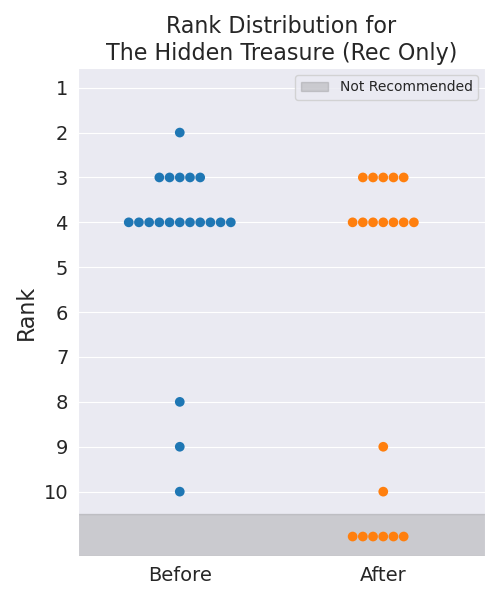 Rank Distribution for
The Hidden Treasure (Rec Only)
Not Recommended
Rank
1
2
3
4
5
6
7
8
9
10
Before
After